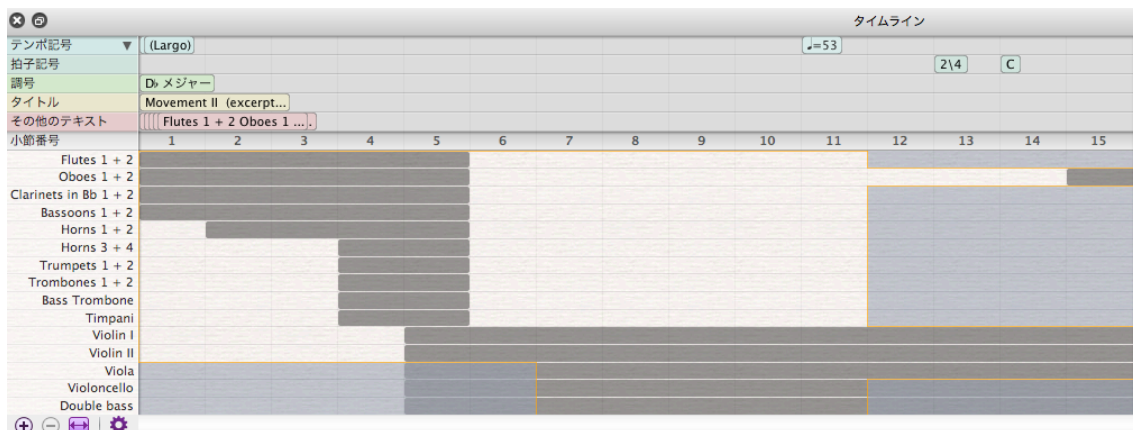 タイムライン
テンポ記号 ▼ (Largo) ♩=53
拍子記号 2\4 C
調号 D♭ メジャー
タイトル Movement II (excerpt...
その他のテキスト Flutes 1 + 2 Oboes 1 ....
小節番号 1 2 3 4 5 6 7 8 9 10 11 12 13 14 15
Flutes 1 + 2
Oboes 1 + 2
Clarinets in Bb 1 + 2
Bassoons 1 + 2
Horns 1 + 2
Horns 3 + 4
Trumpets 1 + 2
Trombones 1 + 2
Bass Trombone
Timpani
Violin I
Violin II
Viola
Violoncello
Double bass